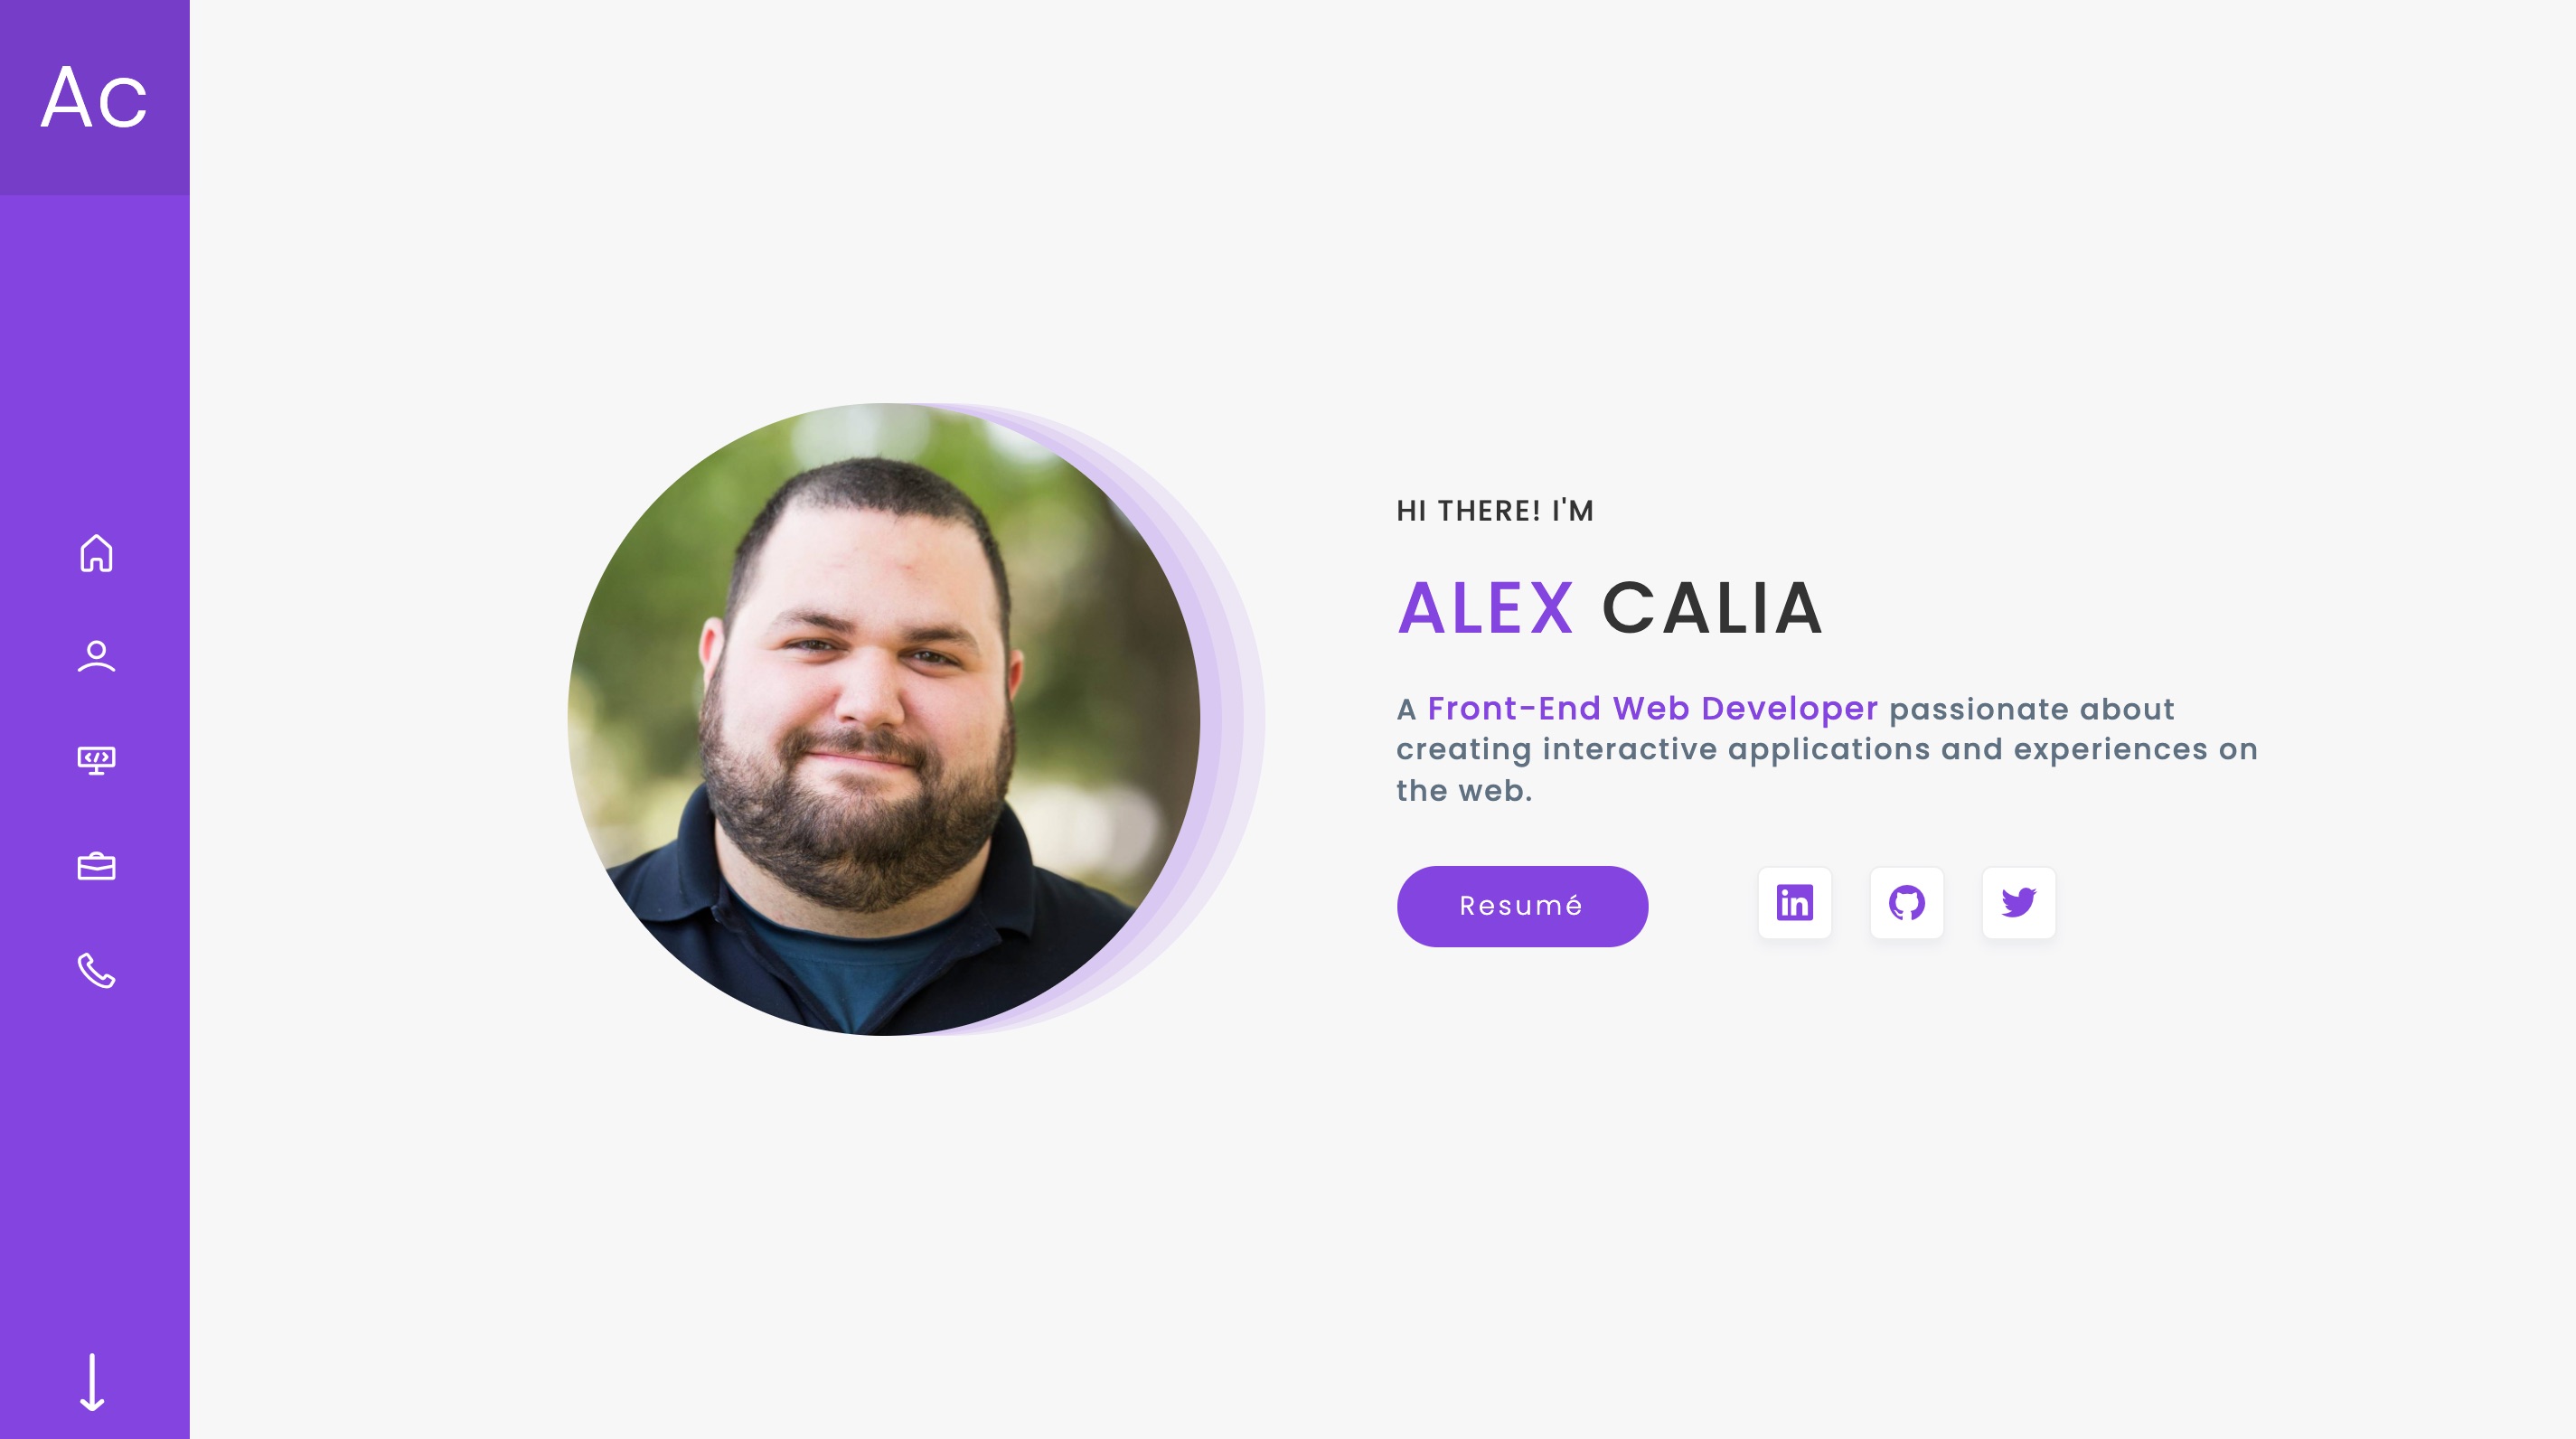 Ac
HI THERE! I'M
ALEX CALIA
A Front-End Web Developer passionate about
creating interactive applications and experiences on
the web.
Resumé
in